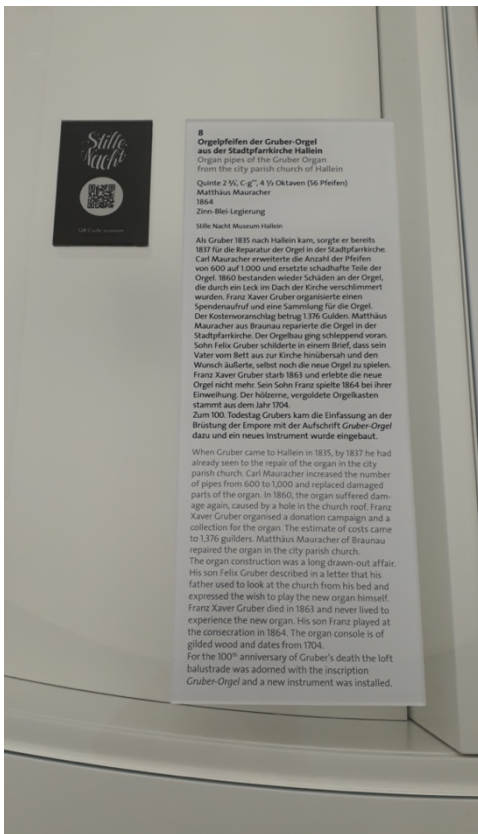 Stille
Nacht
QR Code scannen
8
Orgelpfeifen der Gruber-Orgel
aus der Stadtpfarrkirche Hallein
Organ pipes of the Gruber Organ
from the city parish church of Hallein
Quinte 2 ⅔, C-g''', 4 ⅓ Oktaven (56 Pfeifen)
Matthäus Mauracher
1864
Zinn-Blei-Legierung
Stille Nacht Museum Hallein
Als Gruber 1835 nach Hallein kam, sorgte er bereits
1837 für die Reparatur der Orgel in der Stadtpfarrkirche.
Carl Mauracher erweiterte die Anzahl der Pfeifen
von 600 auf 1.000 und ersetzte schadhafte Teile der
Orgel. 1860 bestanden wieder Schäden an der Orgel,
die durch ein Leck im Dach der Kirche verschlimmert
wurden. Franz Xaver Gruber organisierte einen
Spendenaufruf und eine Sammlung für die Orgel.
Der Kostenvoranschlag betrug 1.376 Gulden. Matthäus
Mauracher aus Braunau reparierte die Orgel in der
Stadtpfarrkirche. Der Orgelbau ging schleppend voran.
Sohn Felix Gruber schilderte in einem Brief, dass sein
Vater vom Bett aus zur Kirche hinübersah und den
Wunsch äußerte, selbst noch die neue Orgel zu spielen.
Franz Xaver Gruber starb 1863 und erlebte die neue
Orgel nicht mehr. Sein Sohn Franz spielte 1864 bei ihrer
Einweihung. Der hölzerne, vergoldete Orgelkasten
stammt aus dem Jahr 1704.
Zum 100. Todestag Grubers kam die Einfassung an der
Brüstung der Empore mit der Aufschrift Gruber-Orgel
dazu und ein neues Instrument wurde eingebaut.
When Gruber came to Hallein in 1835, by 1837 he had
already seen to the repair of the organ in the city
parish church. Carl Mauracher increased the number
of pipes from 600 to 1,000 and replaced damaged
parts of the organ. In 1860, the organ suffered dam-
age again, caused by a hole in the church roof. Franz
Xaver Gruber organised a donation campaign and a
collection for the organ. The estimate of costs came
to 1,376 guilders. Matthäus Mauracher of Braunau
repaired the organ in the city parish church.
The organ construction was a long drawn-out affair.
His son Felix Gruber described in a letter that his
father used to look at the church from his bed and
expressed the wish to play the new organ himself.
Franz Xaver Gruber died in 1863 and never lived to
experience the new organ. His son Franz played at
the consecration in 1864. The organ console is of
gilded wood and dates from 1704.
For the 100th anniversary of Gruber's death the loft
balustrade was adorned with the inscription
Gruber-Orgel and a new instrument was installed.